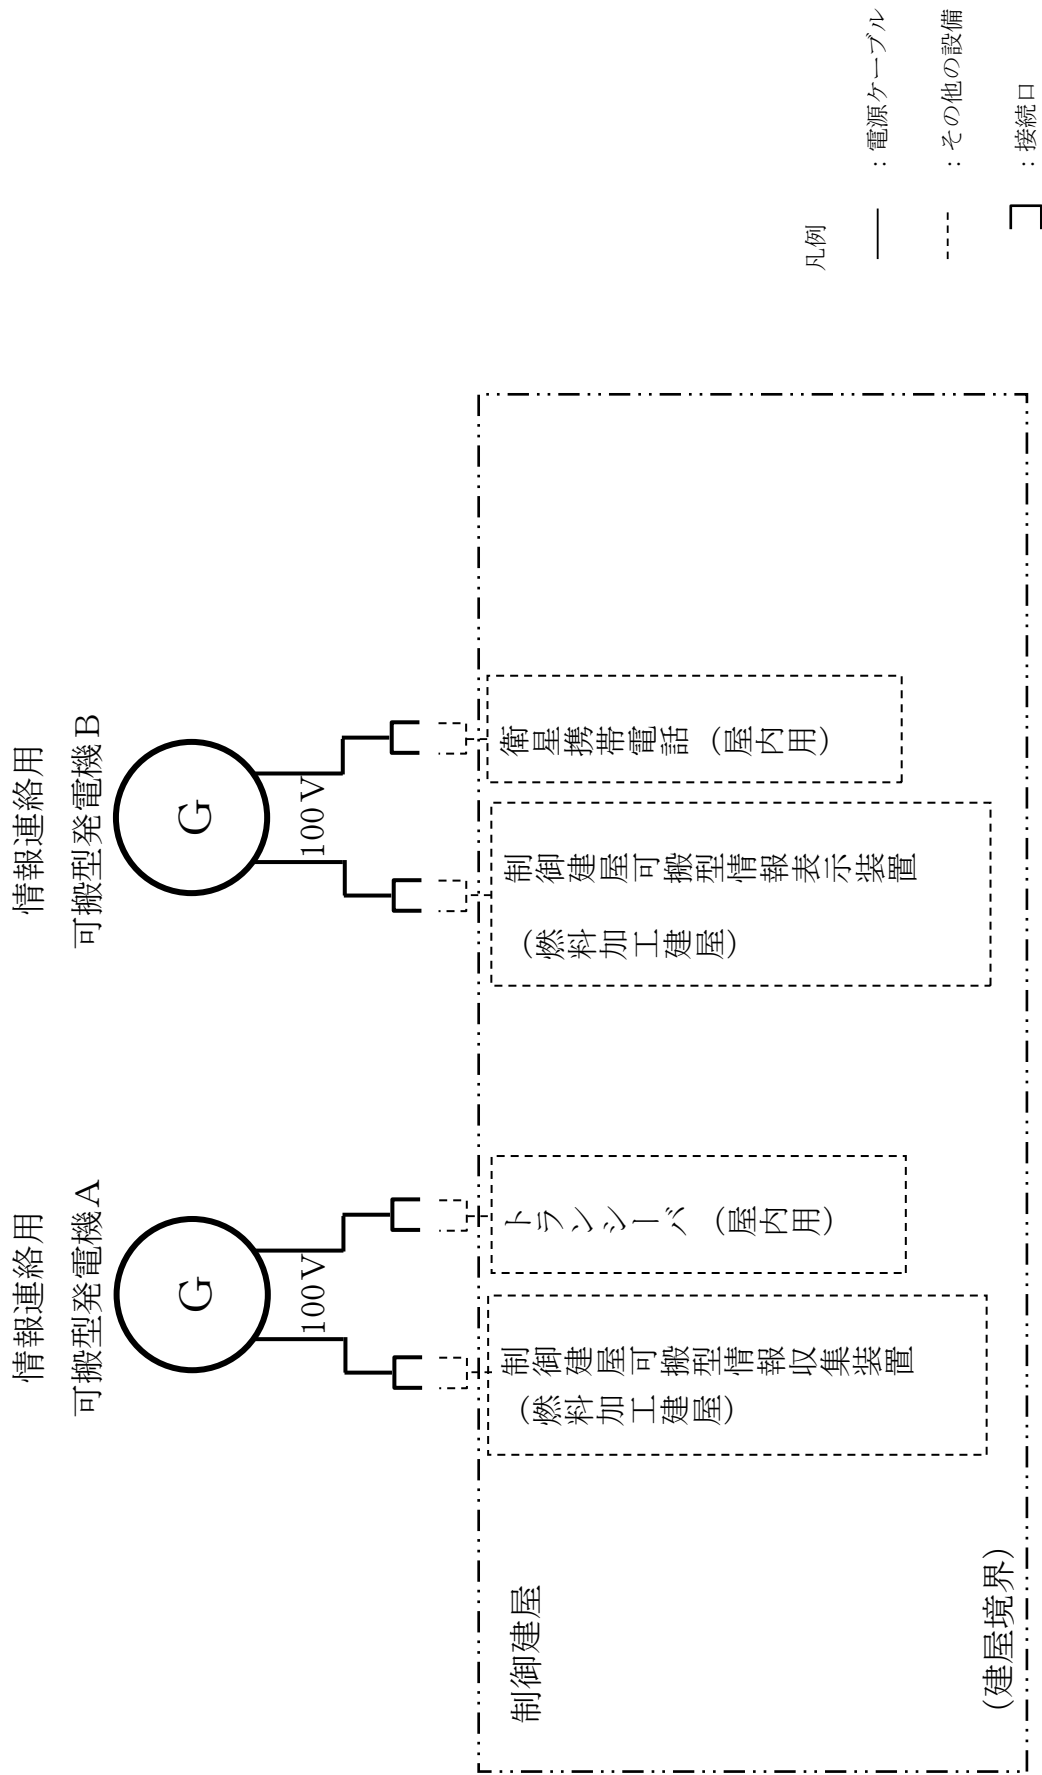 情報連絡用
可搬型発電機A
G
100V
情報連絡用
可搬型発電機B
G
100V
制御建屋
制御建屋可搬型情報収集装置
（燃料加工建屋）
トランシーバ（屋内用）
制御建屋可搬型情報表示装置
（燃料加工建屋）
衛星携帯電話（屋内用）
（建屋境界）
凡例
：電源ケーブル
：その他の設備
：接続口